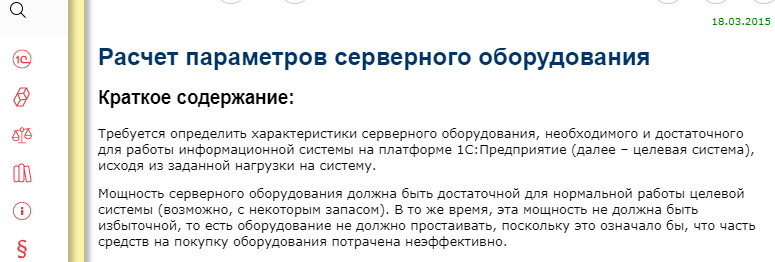 18.03.2015
Расчет параметров серверного оборудования
Краткое содержание:
Требуется определить характеристики серверного оборудования, необходимого и достаточного
для работы информационной системы на платформе 1С:Предприятие (далее – целевая система),
исходя из заданной нагрузки на систему.
Мощность серверного оборудования должна быть достаточной для нормальной работы целевой
системы (возможно, с некоторым запасом). В то же время, эта мощность не должна быть
избыточной, то есть оборудование не должно простаивать, поскольку это означало бы, что часть
средств на покупку оборудования потрачена неэффективно.
1С
i
§